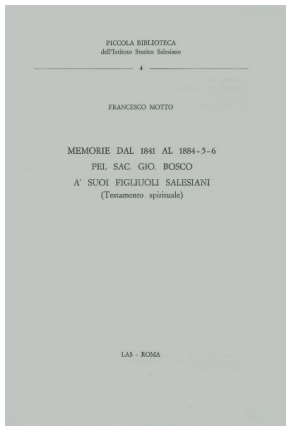 PICCOLA BIBLIOTECA
dell'Istituto Storico Salesiano
4
FRANCESCO MOTTO
MEMORIE DAL 1841 AL 1884-5-6
PEL SAC. GIO. BOSCO
A' SUOI FIGLIUOLI SALESIANI
(Testamento spirituale)
LAS - ROMA